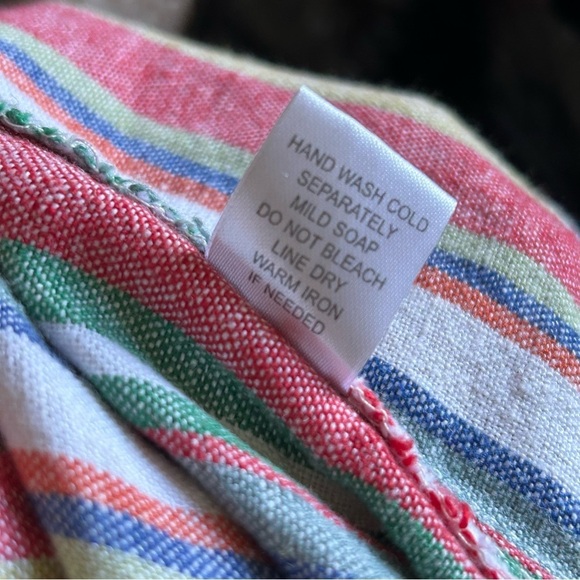 HAND WASH COLD
SEPARATELY
MILD SOAP
DO NOT BLEACH
LINE DRY
WARM IRON
IF NEEDED